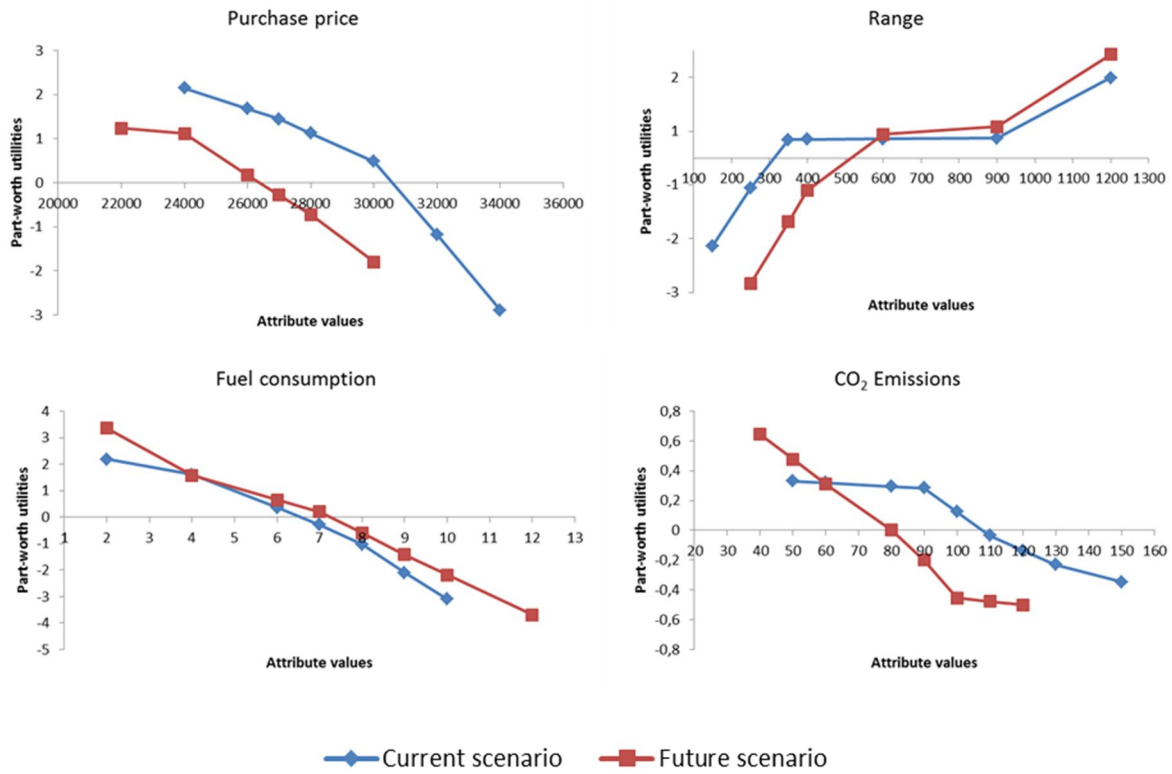 Purchase price
3
2
1
0
-1
-2
-3
20000 22000 24000 26000 28000 30000 32000 34000 36000
Part-worth utillities
Attribute values
Range
2
1
-1
-2
-3
100 200 300 400 500 600 700 800 900 1000 1100 1200 1300
Part-worth utilities
Attribute values
Fuel consumption
4
3
2
1
0
-1
-2
-3
-4
-5
1 2 3 4 5 6 7 8 9 10 11 12 13
Part-worth utilities
Attribute values
CO₂ Emissions
0,8
0,6
0,4
0,2
0
-0,2
-0,4
-0,6
-0,8
20 30 40 50 60 70 80 90 100 110 120 130 140 150 160
Part-worth utilities
Attribute values
Current scenario Future scenario